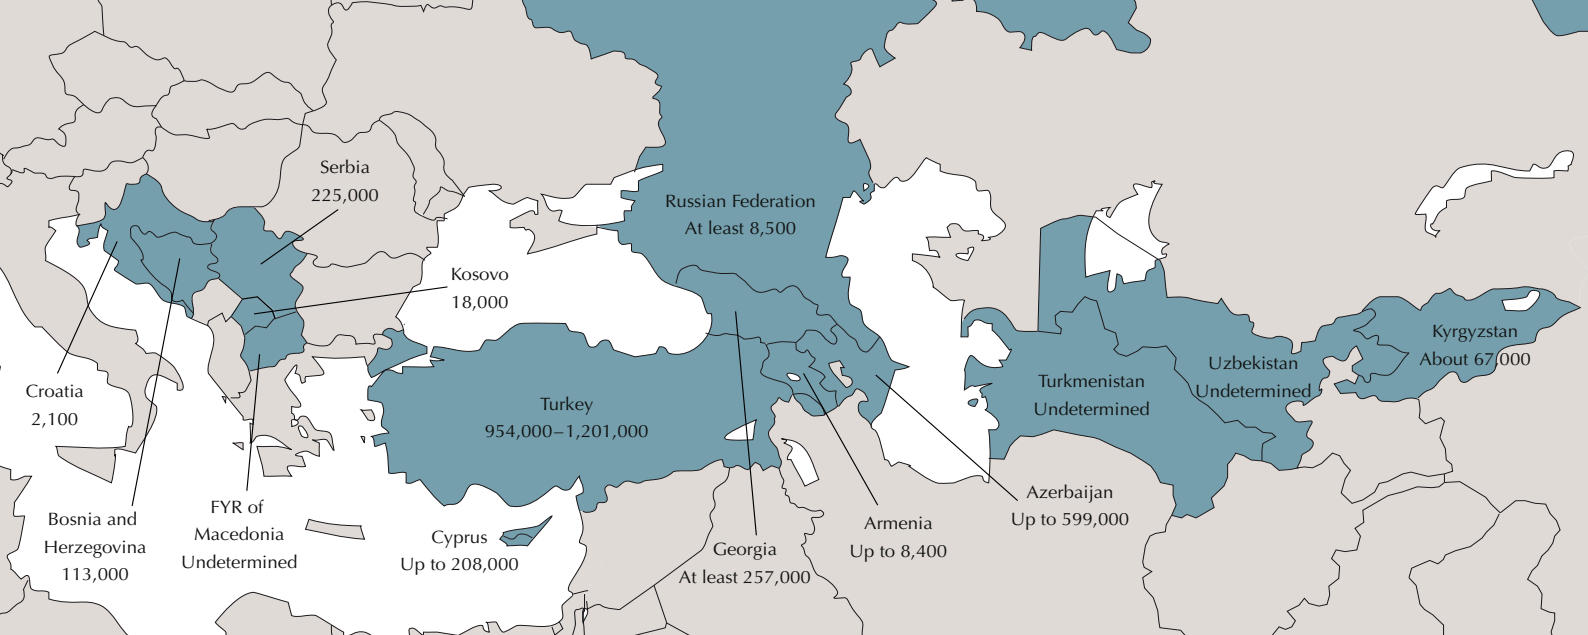 Serbia
225,000
Russian Federation
At least 8,500
Kosovo
18,000
Kyrgyzstan
About 67,000
Uzbekistan
Undetermined
Turkmenistan
Undetermined
Croatia
2,100
Turkey
954,000–1,201,000
Azerbaijan
Up to 599,000
FYR of
Macedonia
Undetermined
Bosnia and
Herzegovina
113,000
Cyprus
Up to 208,000
Armenia
Up to 8,400
Georgia
At least 257,000